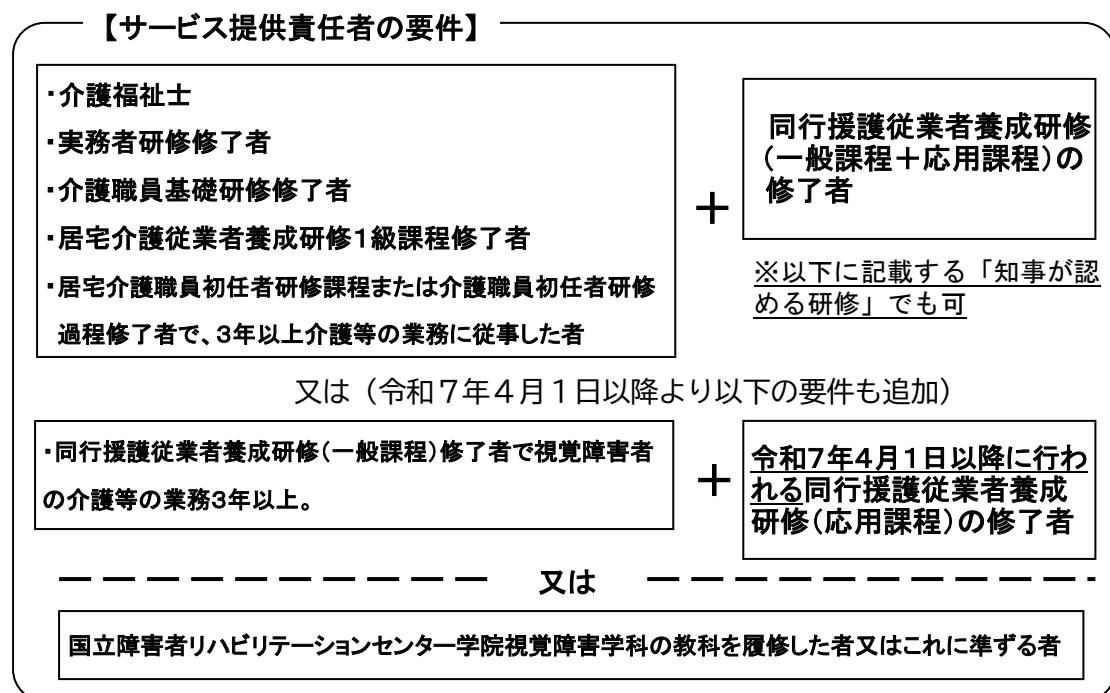 【サービス提供責任者の要件】
・介護福祉士
・実務者研修修了者
・介護職員基礎研修修了者
・居宅介護従業者養成研修1級課程修了者
・居宅介護職員初任者研修課程または介護職員初任者研修
過程修了者で、3年以上介護等の業務に従事した者
＋
同行援護従業者養成研修
(一般課程＋応用課程)の
修了者
※以下に記載する「知事が認
める研修」でも可
又は（令和７年４月１日以降より以下の要件も追加）
・同行援護従業者養成研修(一般課程)修了者で視覚障害者
の介護等の業務3年以上。
＋
令和7年4月1日以降に行わ
れる同行援護従業者養成
研修(応用課程)の修了者
又は
国立障害者リハビリテーションセンター学院視覚障害学科の教科を履修した者又はこれに準ずる者